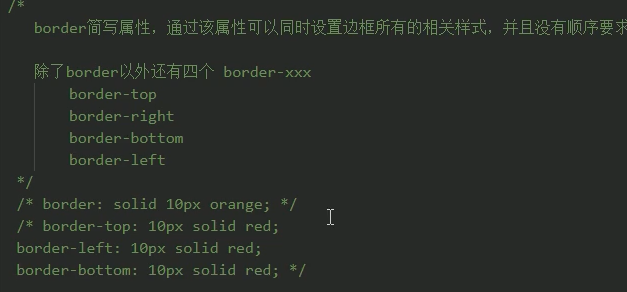 /*
border简写属性，通过该属性可以同时设置边框所有的相关样式，并且没有顺序要求
除了border以外还有四个 border-xxx
border-top
border-right
border-bottom
border-left
*/
/* border: solid 10px orange; */
/* border-top: 10px solid red;
border-left: 10px solid red;
border-bottom: 10px solid red; */